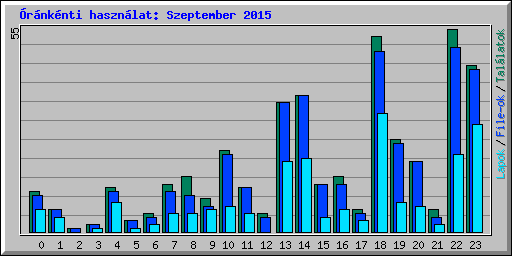 Óránkénti használat: Szeptember 2015
55
Lapok / File-ok / Találatok
0 1 2 3 4 5 6 7 8 9 10 11 12 13 14 15 16 17 18 19 20 21 22 23